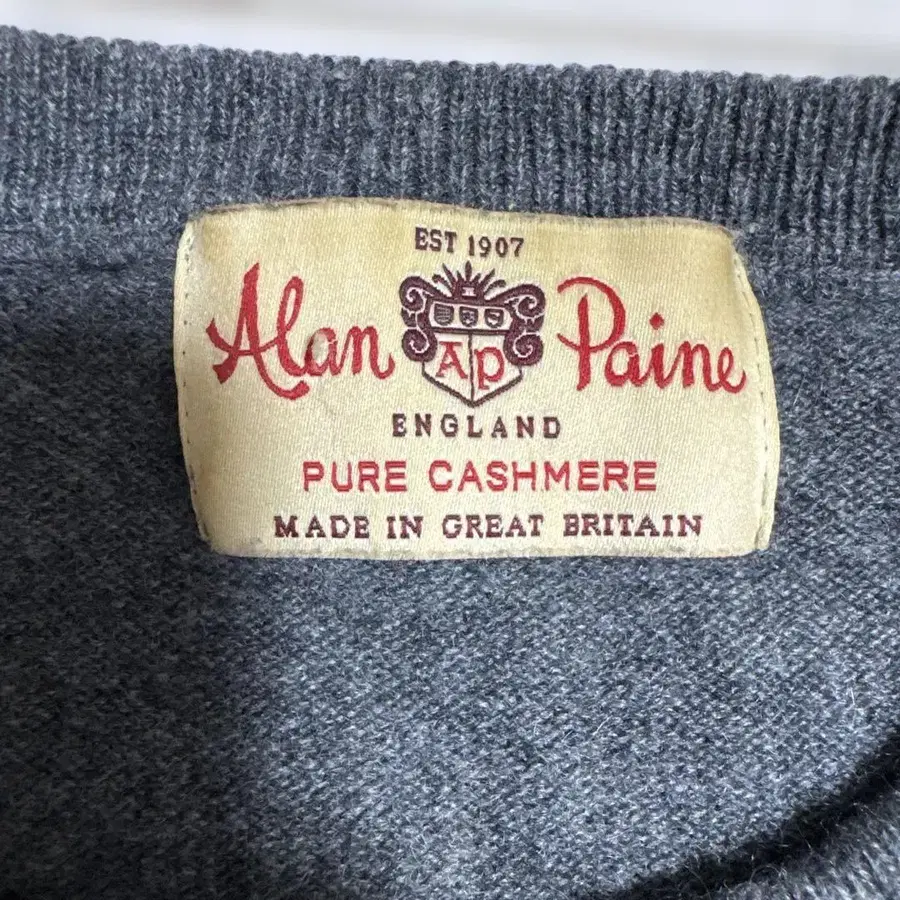 EST 1907
Alan AP Paine
ENGLAND
PURE CASHMERE
MADE IN GREAT BRITAIN